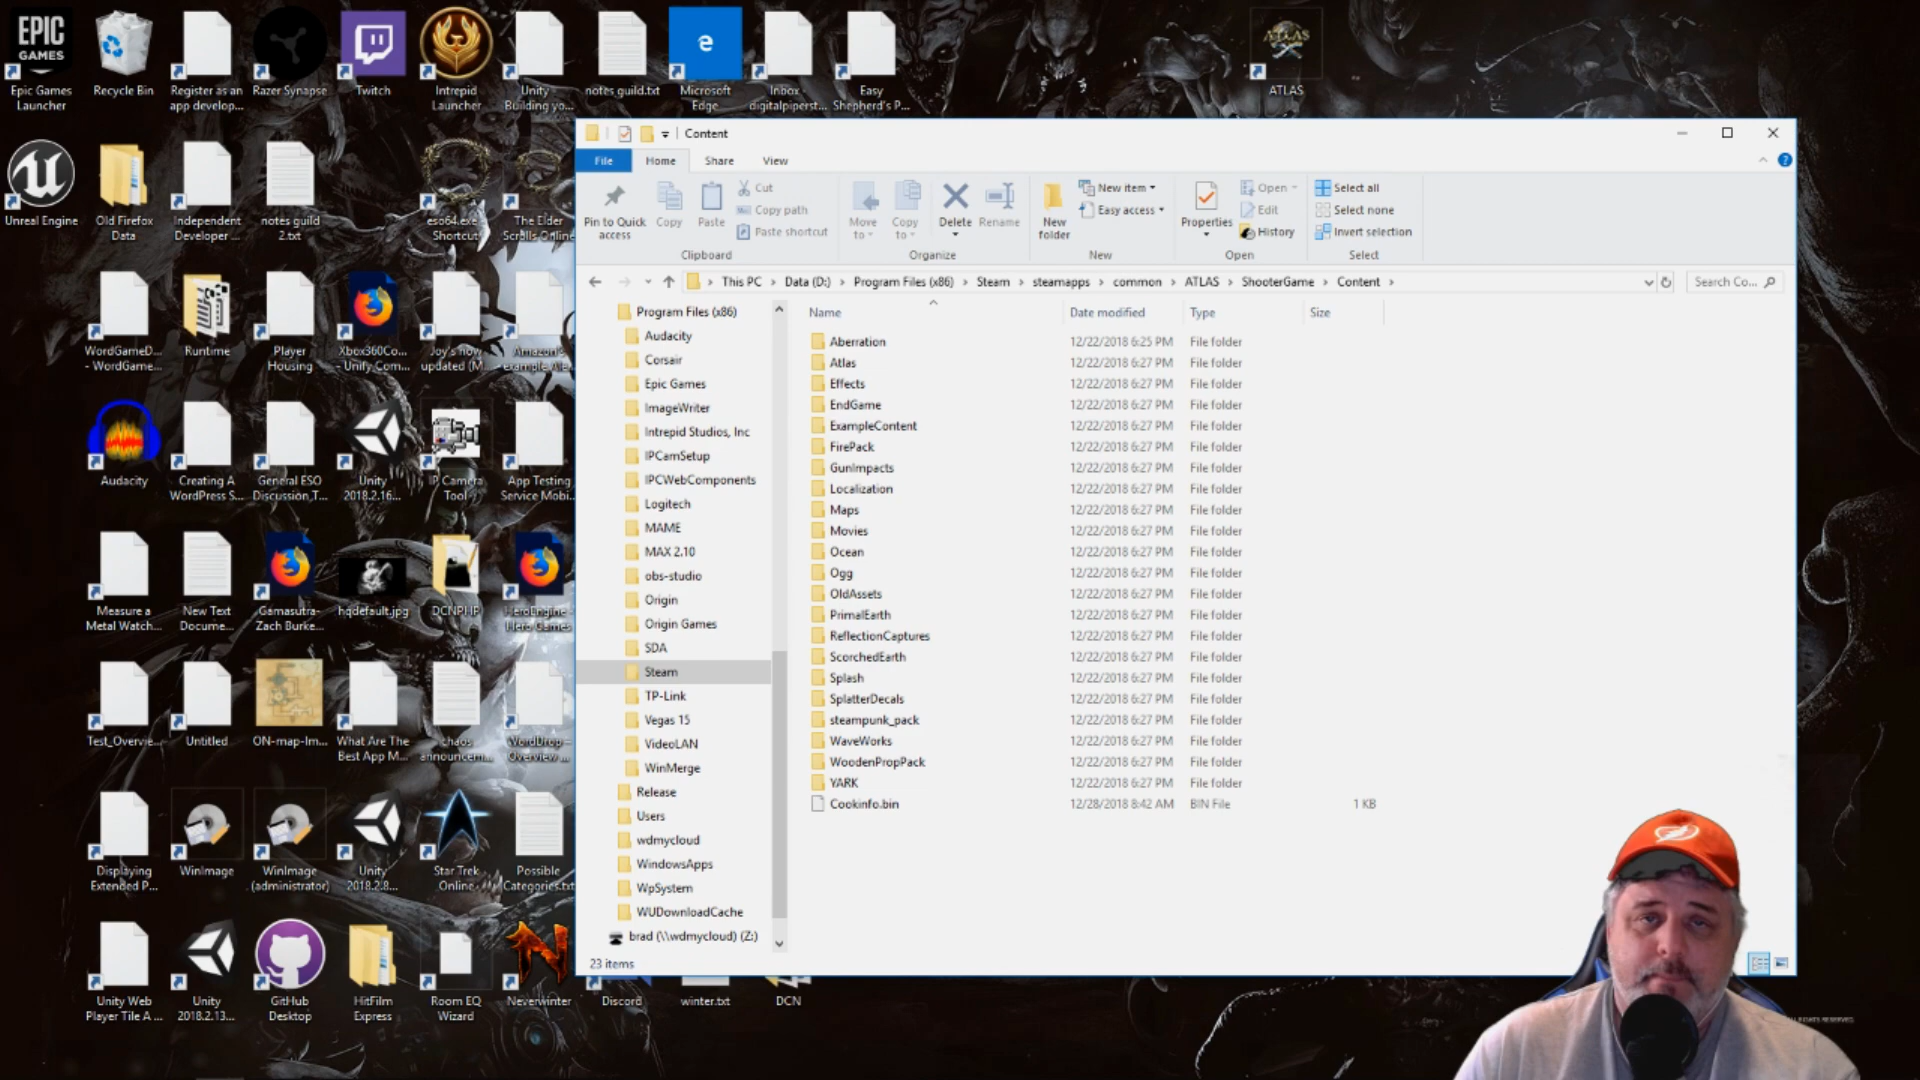 EPIC
GAMES
Epic Games
Launcher
Recycle Bin
Register as an
app develop...
Razer Synapse
Twitch
Intrepid
Launcher
Unity
Building yo...
notes guild.txt
Microsoft
Edge
Inbox -
digitalpiperst...
Easy
Shepherd's P...
ATLAS
ATLAS
Unreal Engine
Old Firefox
Data
Independent
Developer ...
notes guild
2.txt
eso64.exe -
Shortcut
The Elder
Scrolls Online
WordGameD...
- WordGame...
Runtime
Player
Housing
Xbox360Co...
- Unify Com...
Joy's now
updated (M...
Amazon's
example Ale...
Audacity
Creating A
WordPress S...
General ESO
Discussion_T...
Unity
2018.2.16...
IP Camera
Tool
App Testing
Service Mobi...
Measure a
Metal Watch...
New Text
Docume...
Gamasutra-
Zach Burke...
hqdefault.jpg
DCNPHP
HeroEngine -
Hero Games
Test_Overvie...
Untitled
ON-map-Im...
What Are The
Best App M...
chaos
announcem...
WordDrop -
Overview ...
Displaying
Extended P...
WinImage
WinImage
(administrator)
Unity
2018.2.8...
Star Trek
Online
Possible
Categories.txt
Unity Web
Player Tile A ...
Unity
2018.2.13...
GitHub
Desktop
HitFilm
Express
Room EQ
Wizard
Neverwinter
Discord
winter.txt
DCN
Content
File
Home
Share
View
Pin to Quick
access
Copy
Paste
Cut
Copy path
Paste shortcut
Clipboard
Move
to
Copy
to
Delete
Rename
Organize
New
folder
New item
Easy access
New
Properties
Open
Edit
History
Open
Select all
Select none
Invert selection
Select
This PC > Data (D:) > Program Files (x86) > Steam > steamapps > common > ATLAS > ShooterGame > Content >
Search Co...
Program Files (x86)
Audacity
Corsair
Epic Games
ImageWriter
Intrepid Studios, Inc
IPCamSetup
IPCWebComponents
Logitech
MAME
MAX 2.10
obs-studio
Origin
Origin Games
SDA
Steam
TP-Link
Vegas 15
VideoLAN
WinMerge
Release
Users
wdmycloud
WindowsApps
WpSystem
WUDownloadCache
brad (\\wdmycloud) (Z:)
Name Date modified Type Size
Aberration 12/22/2018 6:25 PM File folder
Atlas 12/22/2018 6:27 PM File folder
Effects 12/22/2018 6:27 PM File folder
EndGame 12/22/2018 6:27 PM File folder
ExampleContent 12/22/2018 6:27 PM File folder
FirePack 12/22/2018 6:27 PM File folder
GunImpacts 12/22/2018 6:27 PM File folder
Localization 12/22/2018 6:27 PM File folder
Maps 12/22/2018 6:27 PM File folder
Movies 12/22/2018 6:27 PM File folder
Ocean 12/22/2018 6:27 PM File folder
Ogg 12/22/2018 6:27 PM File folder
OldAssets 12/22/2018 6:27 PM File folder
PrimalEarth 12/22/2018 6:27 PM File folder
ReflectionCaptures 12/22/2018 6:27 PM File folder
ScorchedEarth 12/22/2018 6:27 PM File folder
Splash 12/22/2018 6:27 PM File folder
SplatterDecals 12/22/2018 6:27 PM File folder
steampunk_pack 12/22/2018 6:27 PM File folder
WaveWorks 12/22/2018 6:27 PM File folder
WoodenPropPack 12/22/2018 6:27 PM File folder
YARK 12/22/2018 6:27 PM File folder
Cookinfo.bin 12/28/2018 8:42 AM BIN File 1 KB
23 items